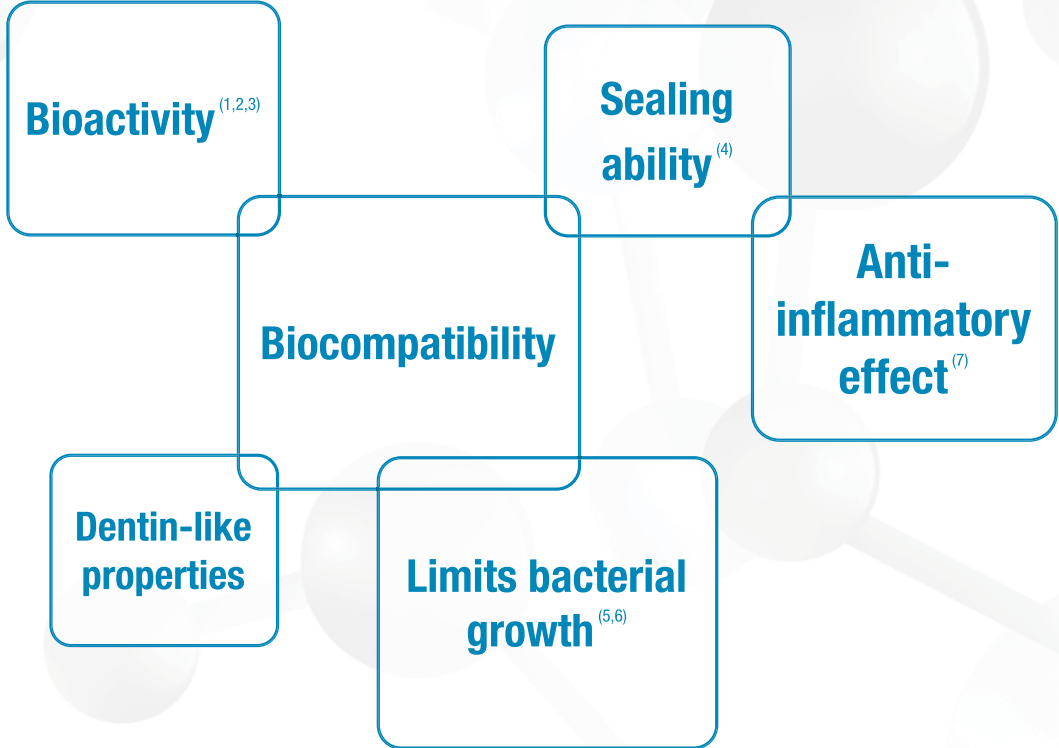 Bioactivity (1,2,3)
Sealing
ability (4)
Anti-
inflammatory
effect (7)
Biocompatibility
Dentin-like
properties
Limits bacterial
growth (5,6)